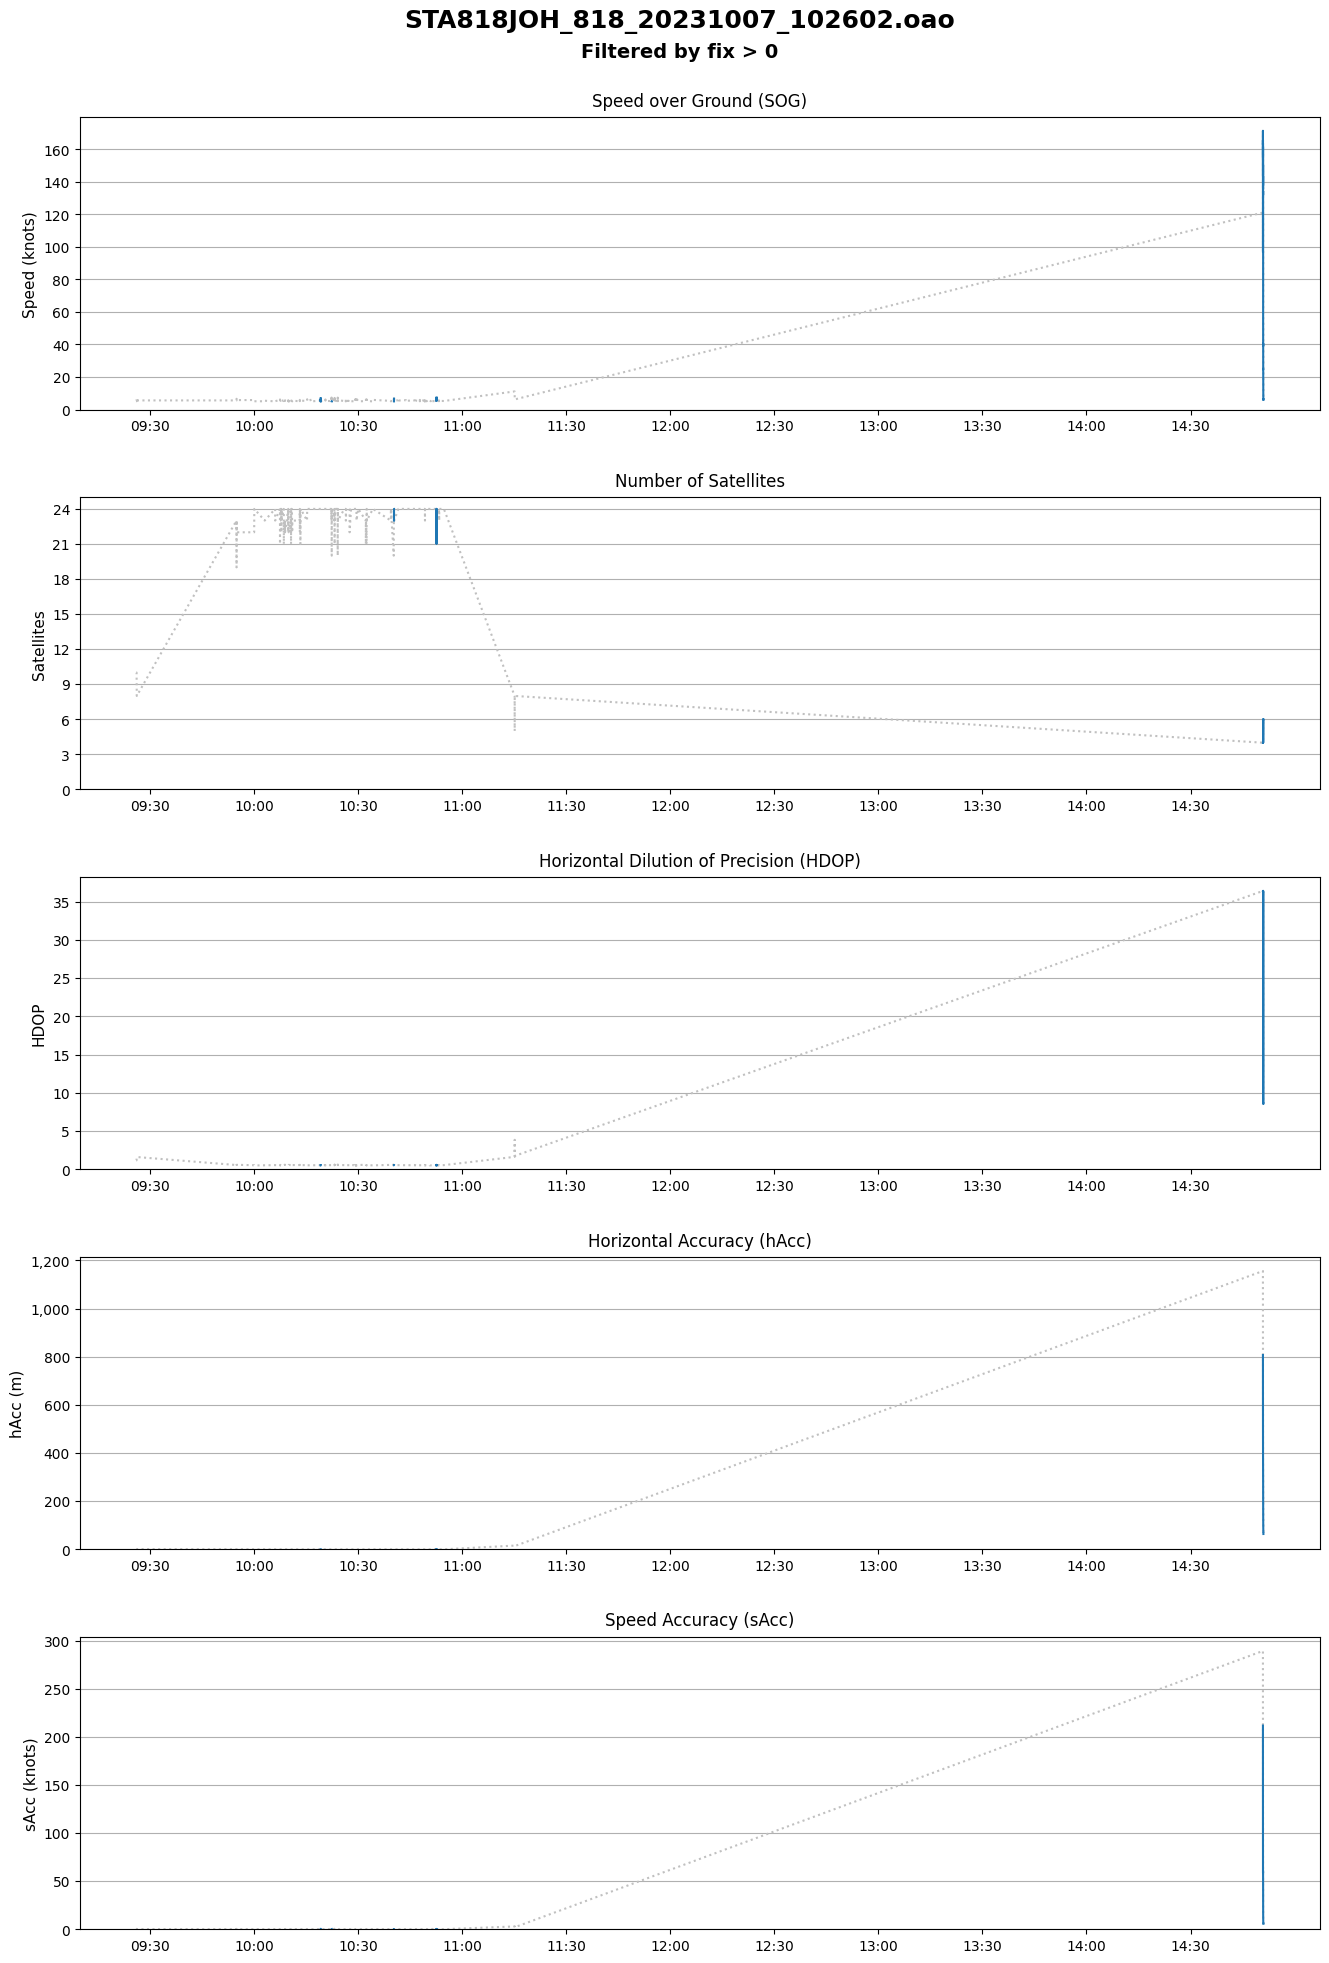 STA818JOH_818_20231007_102602.oao
Filtered by fix > 0
Speed over Ground (SOG)
160
140
120
100
80
60
40
20
0
Speed (knots)
09:30 10:00 10:30 11:00 11:30 12:00 12:30 13:00 13:30 14:00 14:30
Number of Satellites
24
21
18
15
12
9
6
3
0
Satellites
09:30 10:00 10:30 11:00 11:30 12:00 12:30 13:00 13:30 14:00 14:30
Horizontal Dilution of Precision (HDOP)
35
30
25
20
15
10
5
0
HDOP
09:30 10:00 10:30 11:00 11:30 12:00 12:30 13:00 13:30 14:00 14:30
Horizontal Accuracy (hAcc)
1,200
1,000
800
600
400
200
0
hAcc (m)
09:30 10:00 10:30 11:00 11:30 12:00 12:30 13:00 13:30 14:00 14:30
Speed Accuracy (sAcc)
300
250
200
150
100
50
0
sAcc (knots)
09:30 10:00 10:30 11:00 11:30 12:00 12:30 13:00 13:30 14:00 14:30